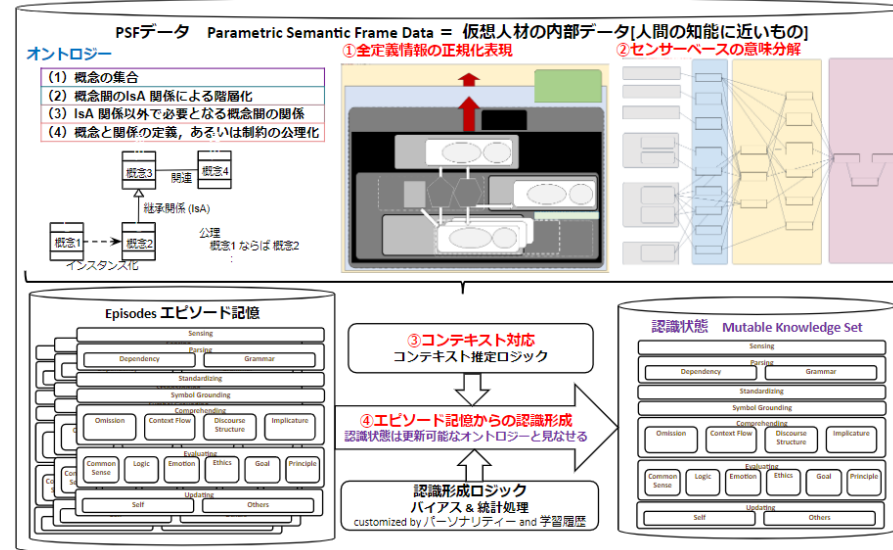 PSFデータ Parametric Semantic Frame Data = 仮想人材の内部データ[人間の知能に近いもの]
オントロジー
(1)概念の集合
(2)概念間のIsA 関係による階層化
(3)IsA 関係以外で必要となる概念間の関係
(4)概念と関係の定義,あるいは制約の公理化
概念3
関連
概念4
継承関係 (IsA)
概念1
概念2
インスタンス化
公理
概念1 ならば 概念2
:
①全定義情報の正規化表現
②センサーベースの意味分解
Episodes エピソード記憶
Sensing
Parsing
Dependency
Grammar
Standardizing
Symbol Grounding
Comprehending
Omission
Context Flow
Discourse Structure
Implicature
Evaluating
Common Sense
Logic
Emotion
Ethics
Goal
Principle
Updating
Self
Others
③コンテキスト対応
コンテキスト推定ロジック
④エピソード記憶からの認識形成
認識状態は更新可能なオントロジーと見なせる
認識形成ロジック
バイアス & 統計処理
customized by パーソナリティー and 学習履歴
認識状態 Mutable Knowledge Set
Sensing
Parsing
Dependency
Grammar
Standardizing
Symbol Grounding
Comprehending
Omission
Context Flow
Discourse Structure
Implicature
Evaluating
Common Sense
Logic
Emotion
Ethics
Goal
Principle
Updating
Self
Others